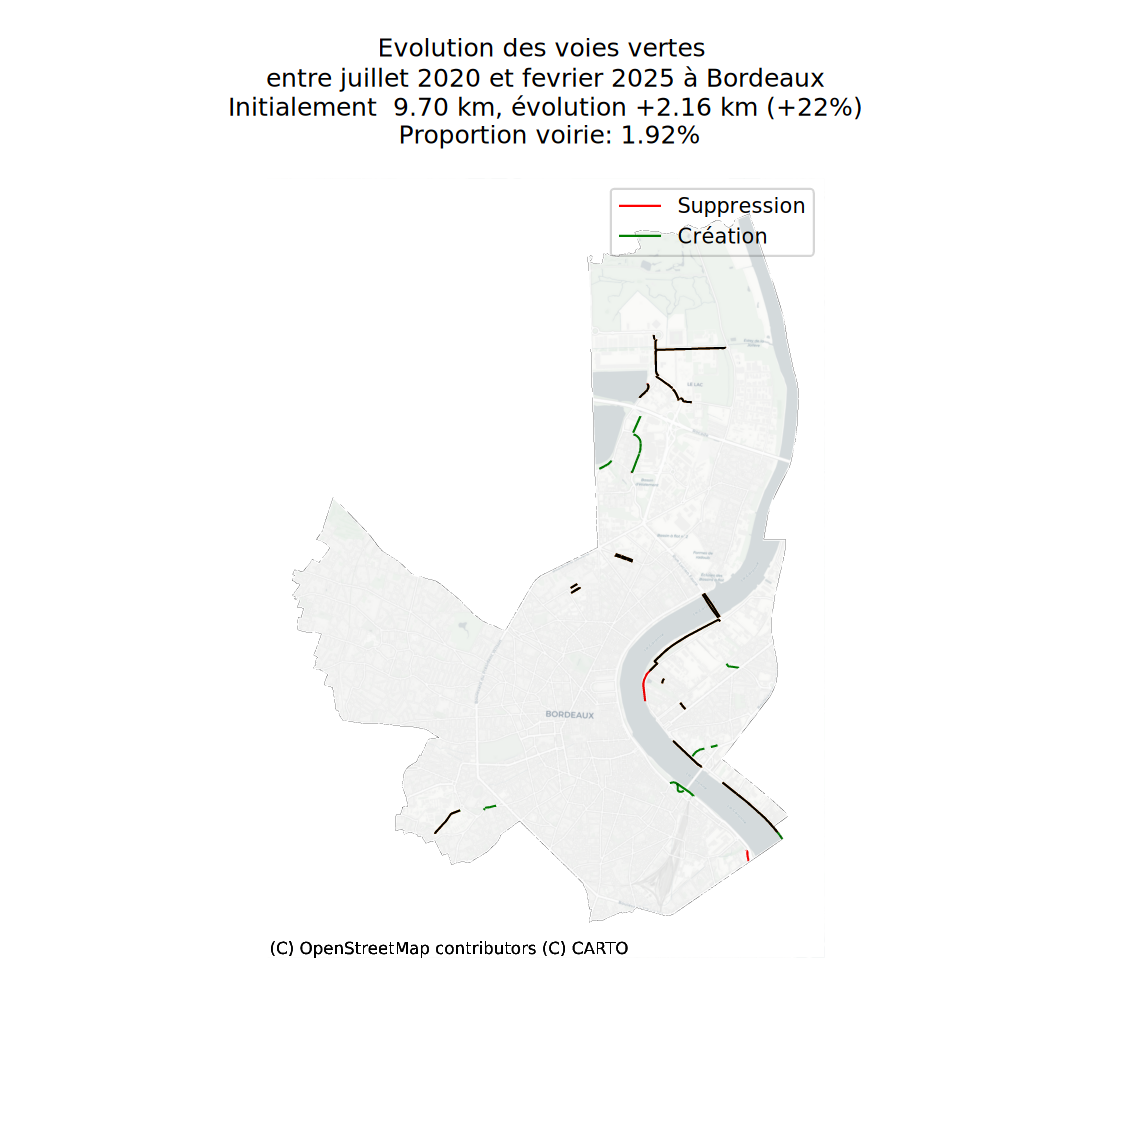 Evolution des voies vertes
entre juillet 2020 et fevrier 2025 à Bordeaux
Initialement  9.70 km, évolution +2.16 km (+22%)
Proportion voirie: 1.92%
Suppression
Création
LE LAC
BORDEAUX
(C) OpenStreetMap contributors (C) CARTO